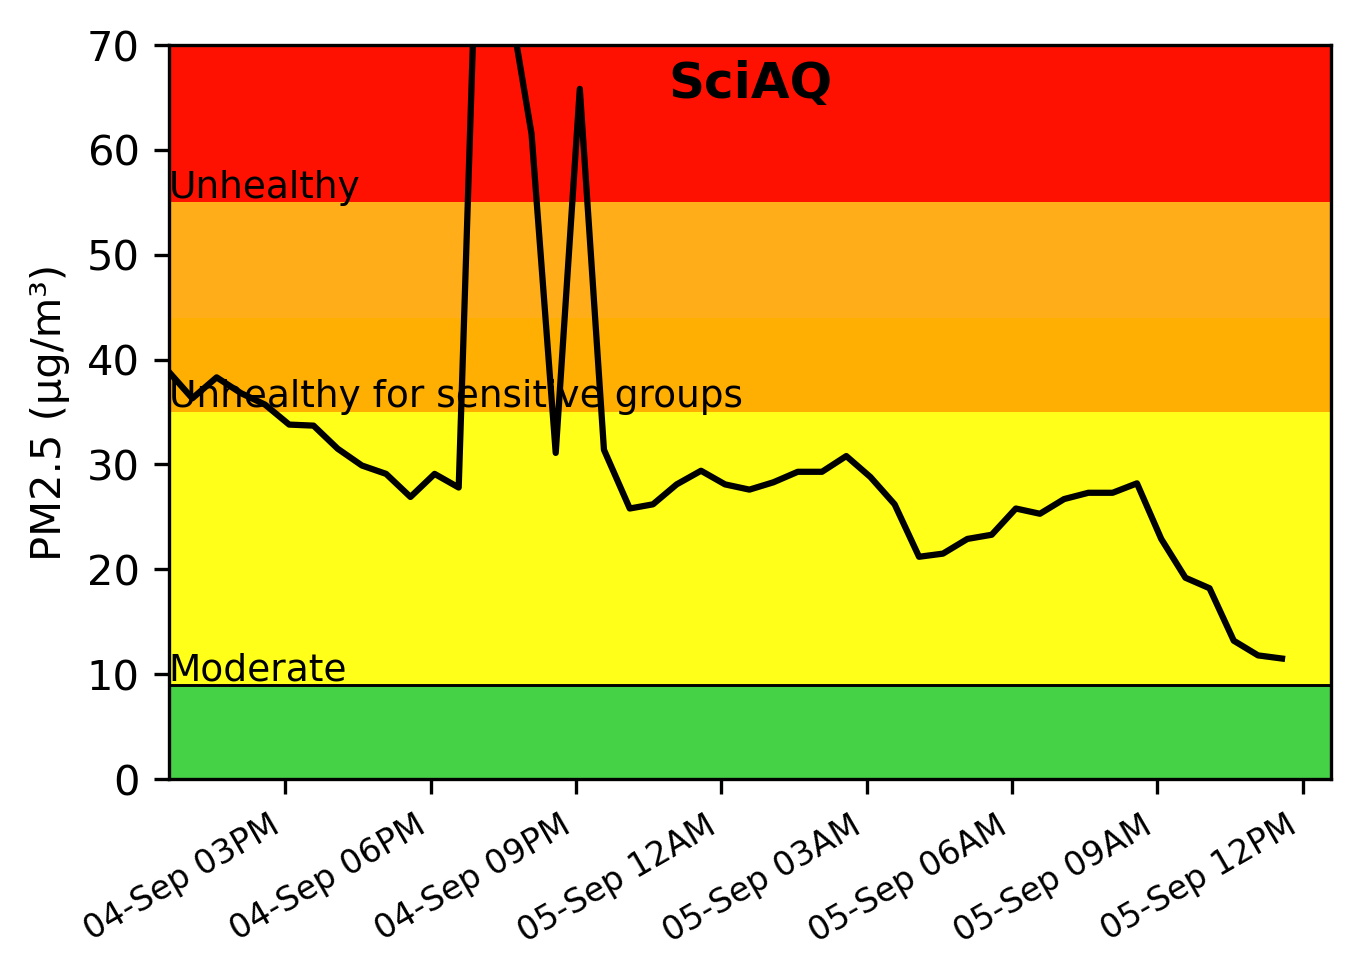 SciAQ
PM2.5 (µg/m³)
70
60
50
40
30
20
10
0
Unhealthy
Unhealthy for sensitive groups
Moderate
04-Sep 03PM
04-Sep 06PM
04-Sep 09PM
05-Sep 12AM
05-Sep 03AM
05-Sep 06AM
05-Sep 09AM
05-Sep 12PM